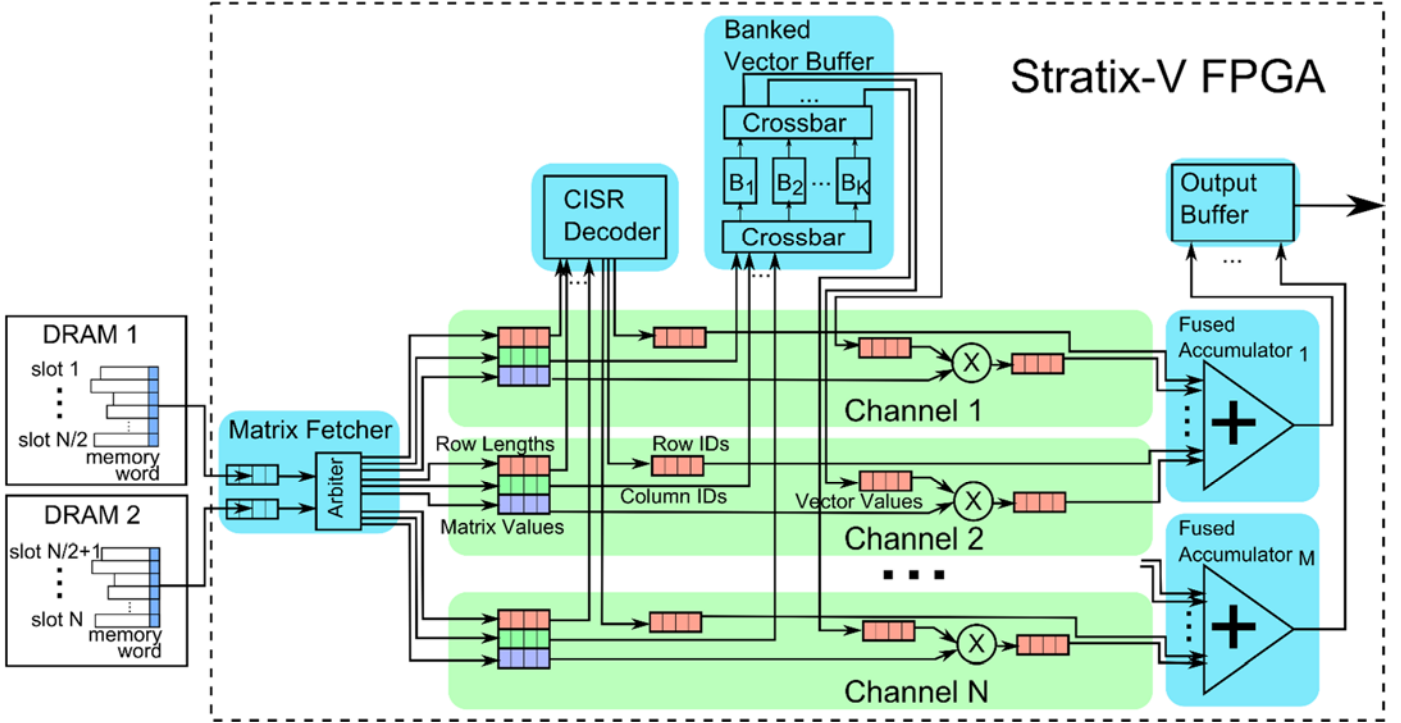 Banked
Vector Buffer
Stratix-V FPGA
...
Crossbar
CISR
Decoder
B1
B2
...
BK
Output
Buffer
Crossbar
...
...
...
DRAM 1
slot 1
slot N/2
memory
word
Matrix Fetcher
Arbiter
X
Channel 1
Fused
Accumulator 1
+
Row Lengths
Row IDs
Column IDs
Matrix Values
Vector Values
X
Channel 2
DRAM 2
slot N/2+1
slot N
memory
word
...
Fused
Accumulator M
+
X
Channel N